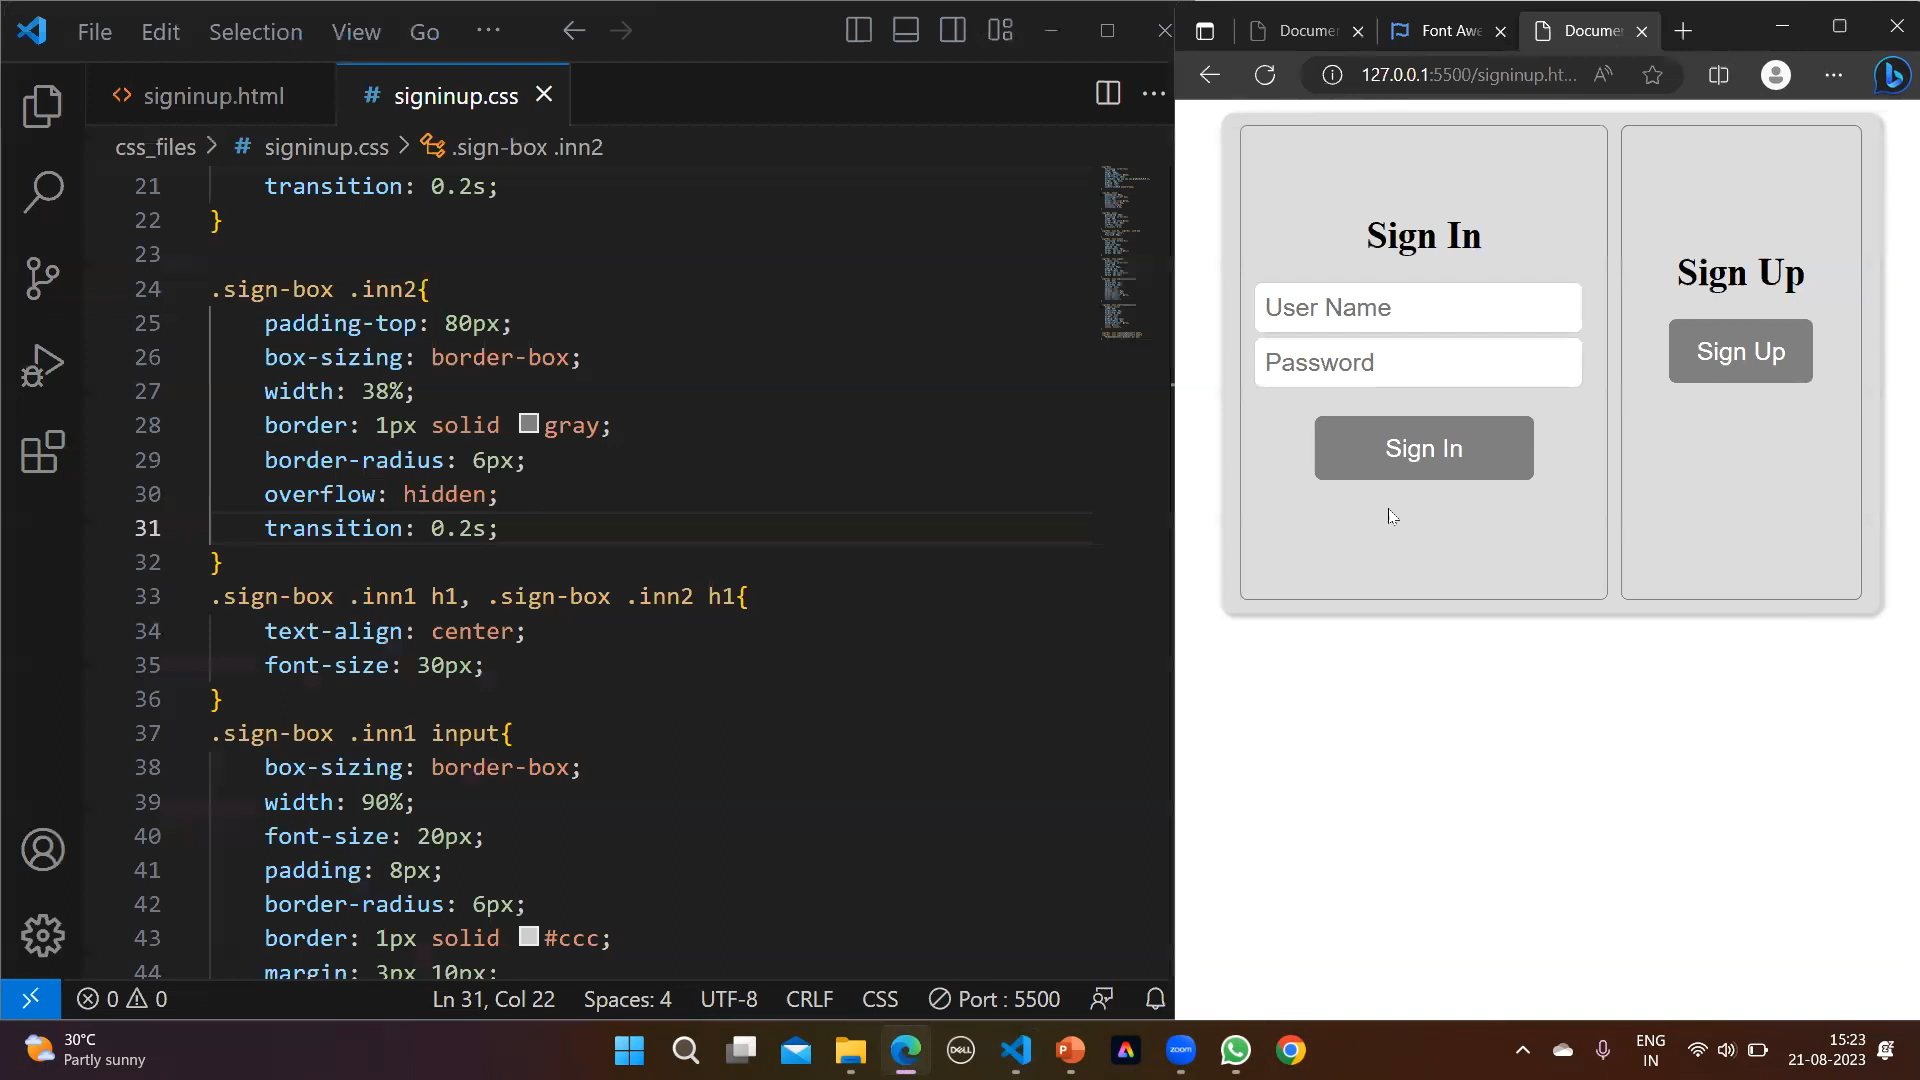 File Edit Selection View Go ...
signinup.html
# signinup.css
css_files > # signinup.css > .sign-box .inn2
21 transition: 0.2s;
22 }
23
24 .sign-box .inn2{
25 padding-top: 80px;
26 box-sizing: border-box;
27 width: 38%;
28 border: 1px solid gray;
29 border-radius: 6px;
30 overflow: hidden;
31 transition: 0.2s;
32 }
33 .sign-box .inn1 h1, .sign-box .inn2 h1{
34 text-align: center;
35 font-size: 30px;
36 }
37 .sign-box .inn1 input{
38 box-sizing: border-box;
39 width: 90%;
40 font-size: 20px;
41 padding: 8px;
42 border-radius: 6px;
43 border: 1px solid #ccc;
44 margin: 3px 10px;
0 0
Ln 31, Col 22 Spaces: 4 UTF-8 CRLF CSS Port : 5500
Documen
Font Awe
Documen
127.0.0.1:5500/signinup.ht...
Sign In
User Name
Password
Sign In
Sign Up
Sign Up
30°C
Partly sunny
DELL
zoom
ENG
IN
15:23
21-08-2023